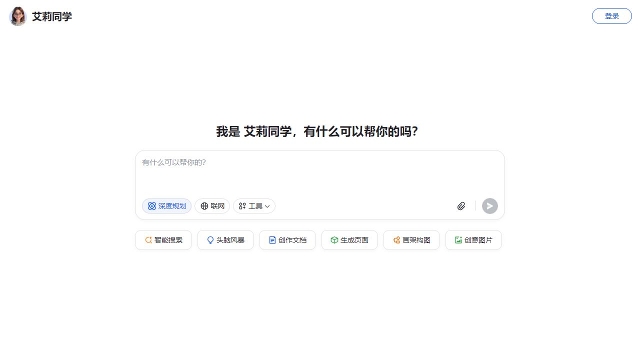 艾莉同学
登录
我是 艾莉同学，有什么可以帮你的吗？
有什么可以帮你的?
深度规划 联网 工具
智能搜索 头脑风暴 创作文档 生成页面 画架构图 创意图片